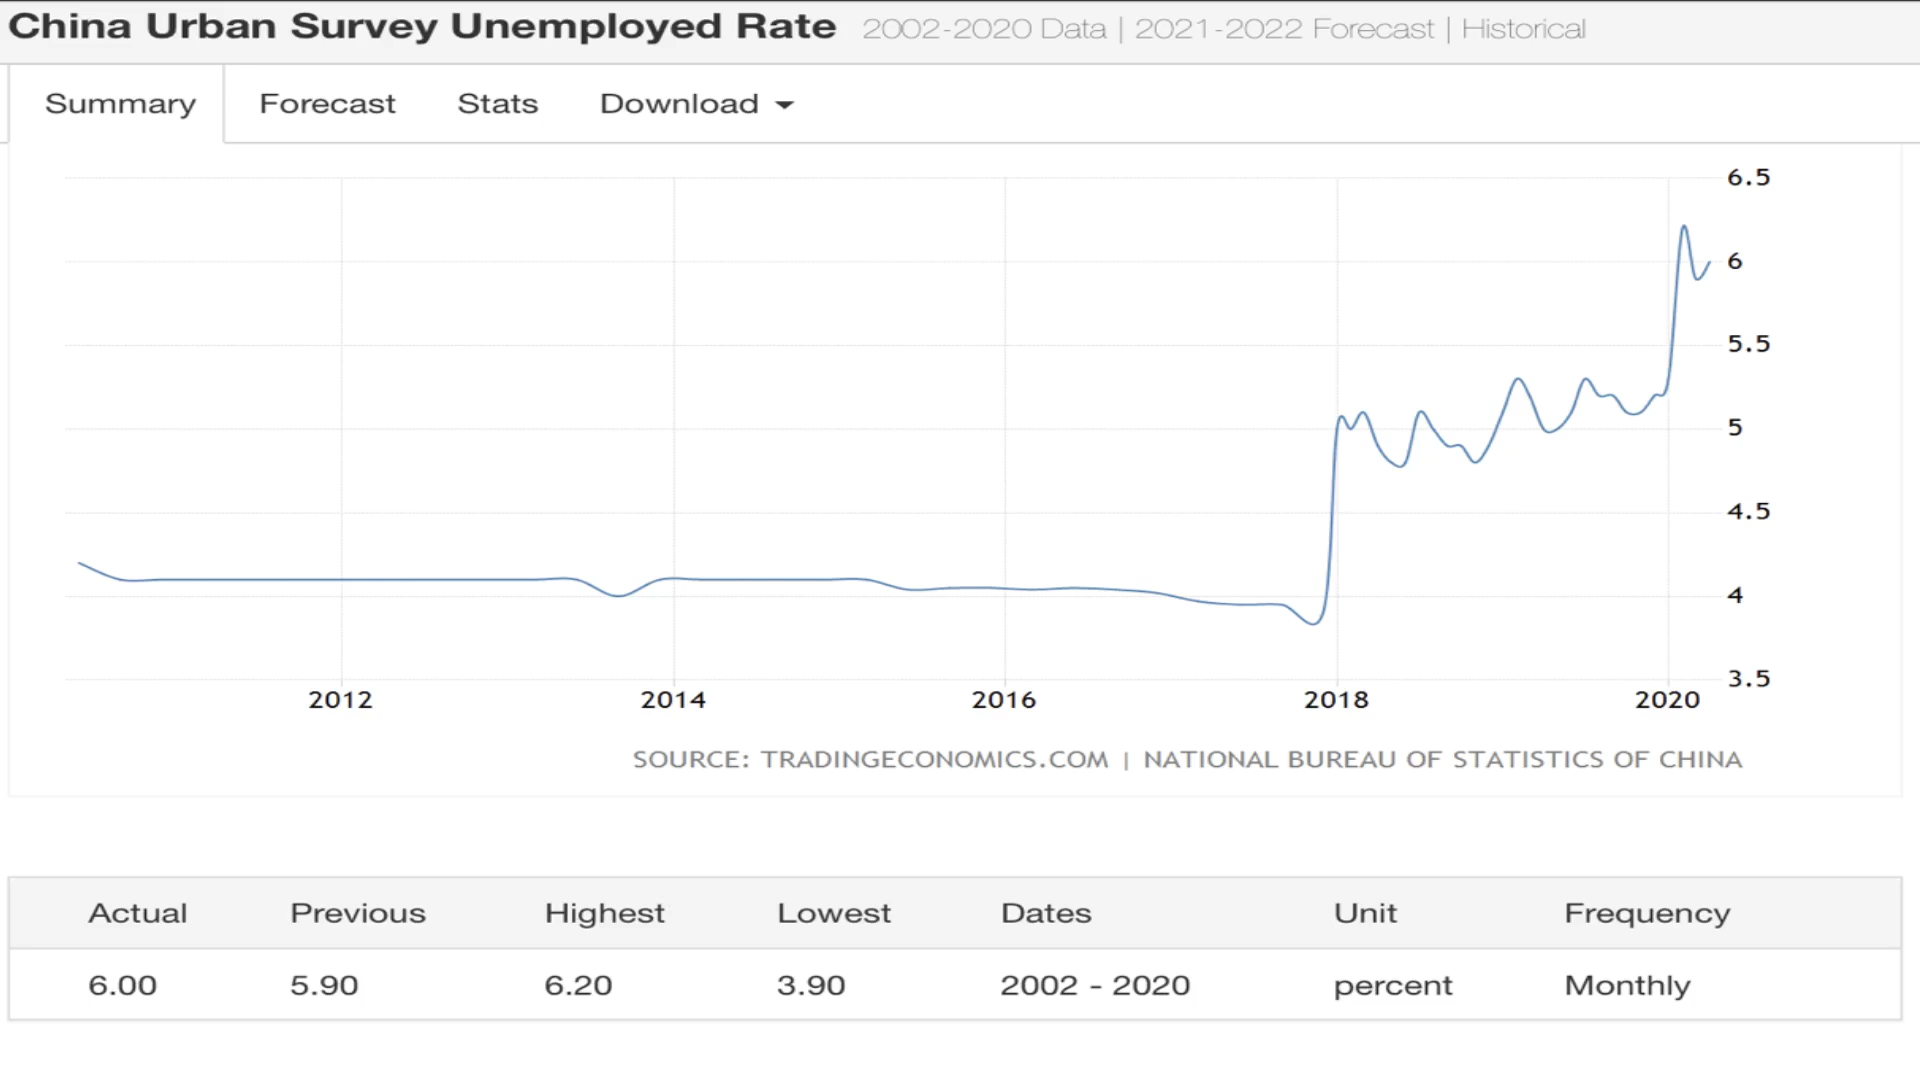 China Urban Survey Unemployed Rate 2002-2020 Data | 2021-2022 Forecast | Historical
Summary Forecast Stats Download
6.5
6
5.5
5
4.5
4
3.5
2012 2014 2016 2018 2020
SOURCE: TRADINGECONOMICS.COM | NATIONAL BUREAU OF STATISTICS OF CHINA
Actual Previous Highest Lowest Dates Unit Frequency
6.00 5.90 6.20 3.90 2002 - 2020 percent Monthly